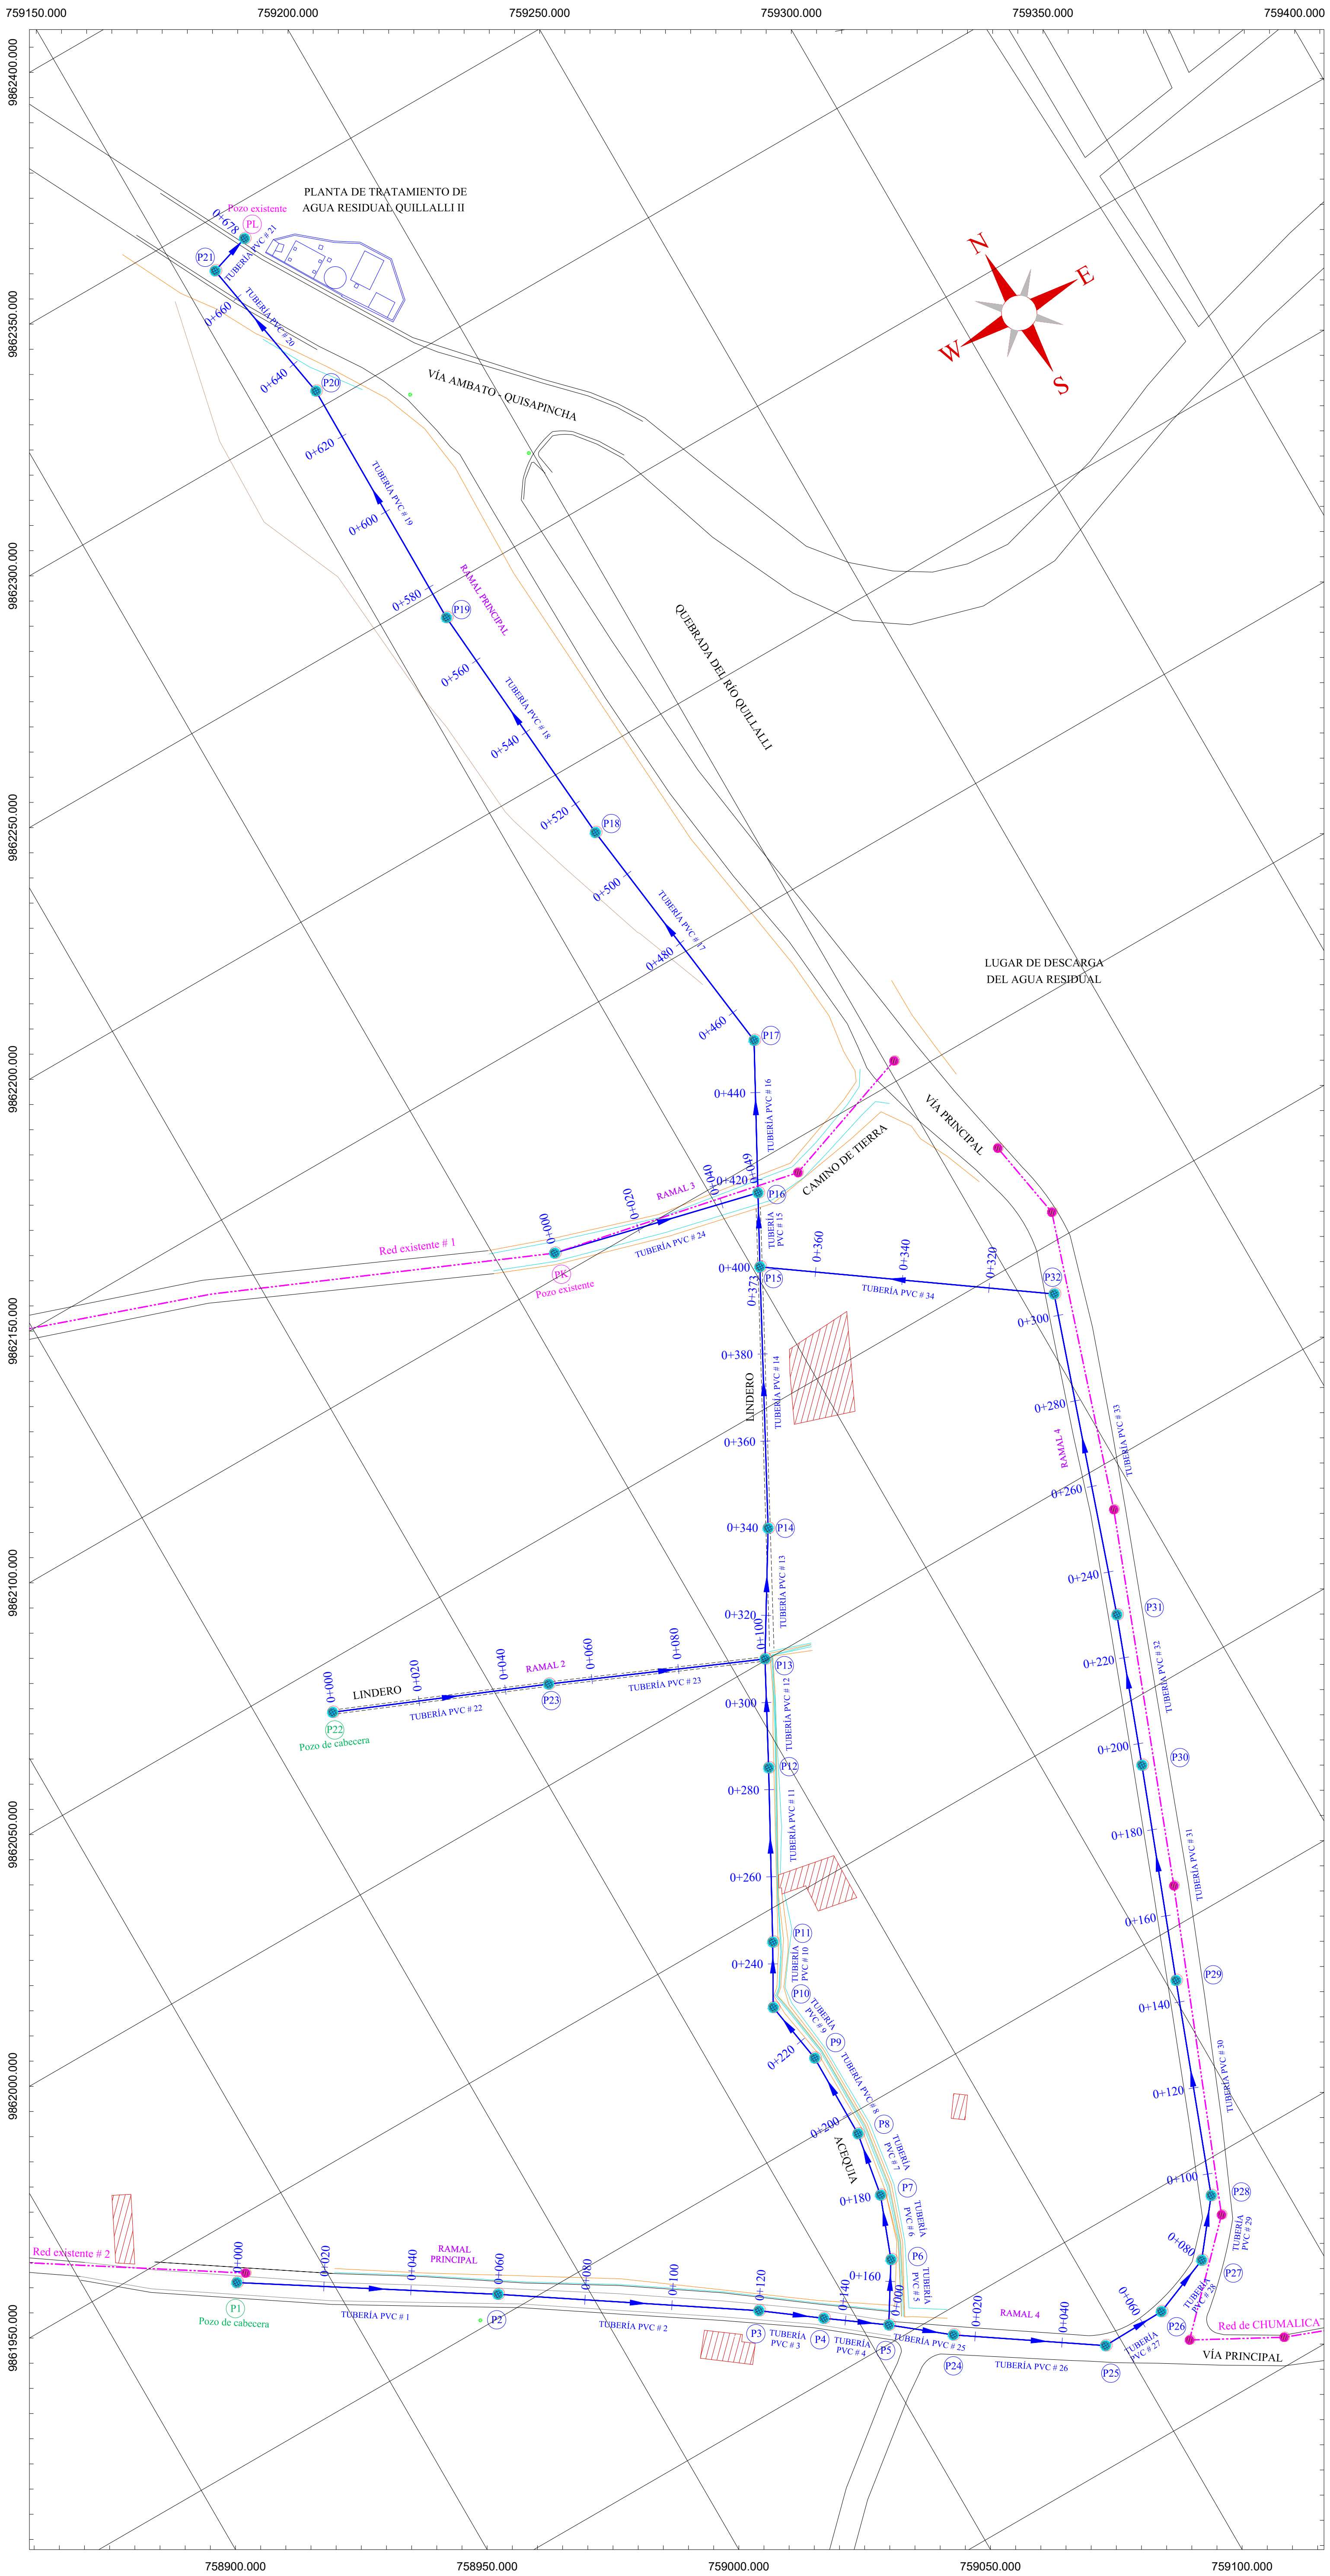 759150.000
759200.000
759250.000
759300.000
759350.000
759400.000
9862400.000
9862350.000
9862300.000
9862250.000
9862200.000
9862150.000
9862100.000
9862050.000
9862000.000
9861950.000
PLANTA DE TRATAMIENTO DE
AGUA RESIDUAL QUILLALLI II
Pozo existente
PL
0+678
TUBERÍA PVC # 21
P21
0+660
TUBERÍA PVC # 20
0+640
P20
N
E
W
S
VÍA AMBATO - QUISAPINCHA
0+620
TUBERÍA PVC # 19
0+600
RAMAL PRINCIPAL
0+580
P19
QUEBRADA DEL RÍO QUILLALLI
0+560
TUBERÍA PVC # 18
0+540
0+520
P18
0+500
TUBERÍA PVC # 17
0+480
LUGAR DE DESCARGA
DEL AGUA RESIDUAL
0+460
P17
0+440
TUBERÍA PVC # 16
VÍA PRINCIPAL
CAMINO DE TIERRA
0+049
0+420
0+040
RAMAL 3
0+020
P16
0+000
Red existente # 1
TUBERÍA PVC # 24
TUBERÍA
PVC # 15
PK
Pozo existente
0+400
P15
0+373
0+360
0+340
0+320
TUBERÍA PVC # 34
P32
0+300
0+380
LINDERO
TUBERÍA PVC # 14
0+360
0+280
TUBERÍA PVC # 33
RAMAL 4
0+260
0+340
P14
TUBERÍA PVC # 13
0+240
P31
0+320
0+100
0+080
0+060
0+040
0+020
0+000
RAMAL 2
LINDERO
P13
P23
TUBERÍA PVC # 23
TUBERÍA PVC # 22
P22
Pozo de cabecera
0+220
TUBERÍA PVC # 32
TUBERÍA PVC # 12
0+300
0+200
P30
P12
0+280
TUBERÍA PVC # 11
0+180
TUBERÍA PVC # 31
0+260
0+160
P11
0+240
TUBERÍA
PVC # 10
P29
0+140
P10
TUBERÍA
PVC # 9
P9
0+220
TUBERÍA PVC # 8
TUBERÍA PVC # 30
0+120
0+200
P8
ACEQUIA
TUBERÍA
PVC # 7
0+100
P7
0+180
P28
TUBERÍA
PVC # 6
TUBERÍA
PVC # 29
P6
0+080
P27
0+160
TUBERÍA
PVC # 5
TUBERÍA
PVC # 28
Red existente # 2
RAMAL
PRINCIPAL
0+000
0+020
0+040
0+060
0+080
0+100
0+120
0+140
0+000
0+020
0+040
0+060
P1
Pozo de cabecera
TUBERÍA PVC # 1
P2
TUBERÍA PVC # 2
P3
TUBERÍA
PVC # 3
P4
TUBERÍA
PVC # 4
P5
TUBERÍA PVC # 25
RAMAL 4
P24
TUBERÍA PVC # 26
P25
TUBERÍA
PVC # 27
P26
Red de CHUMALICA
VÍA PRINCIPAL
758900.000
758950.000
759000.000
759050.000
759100.000